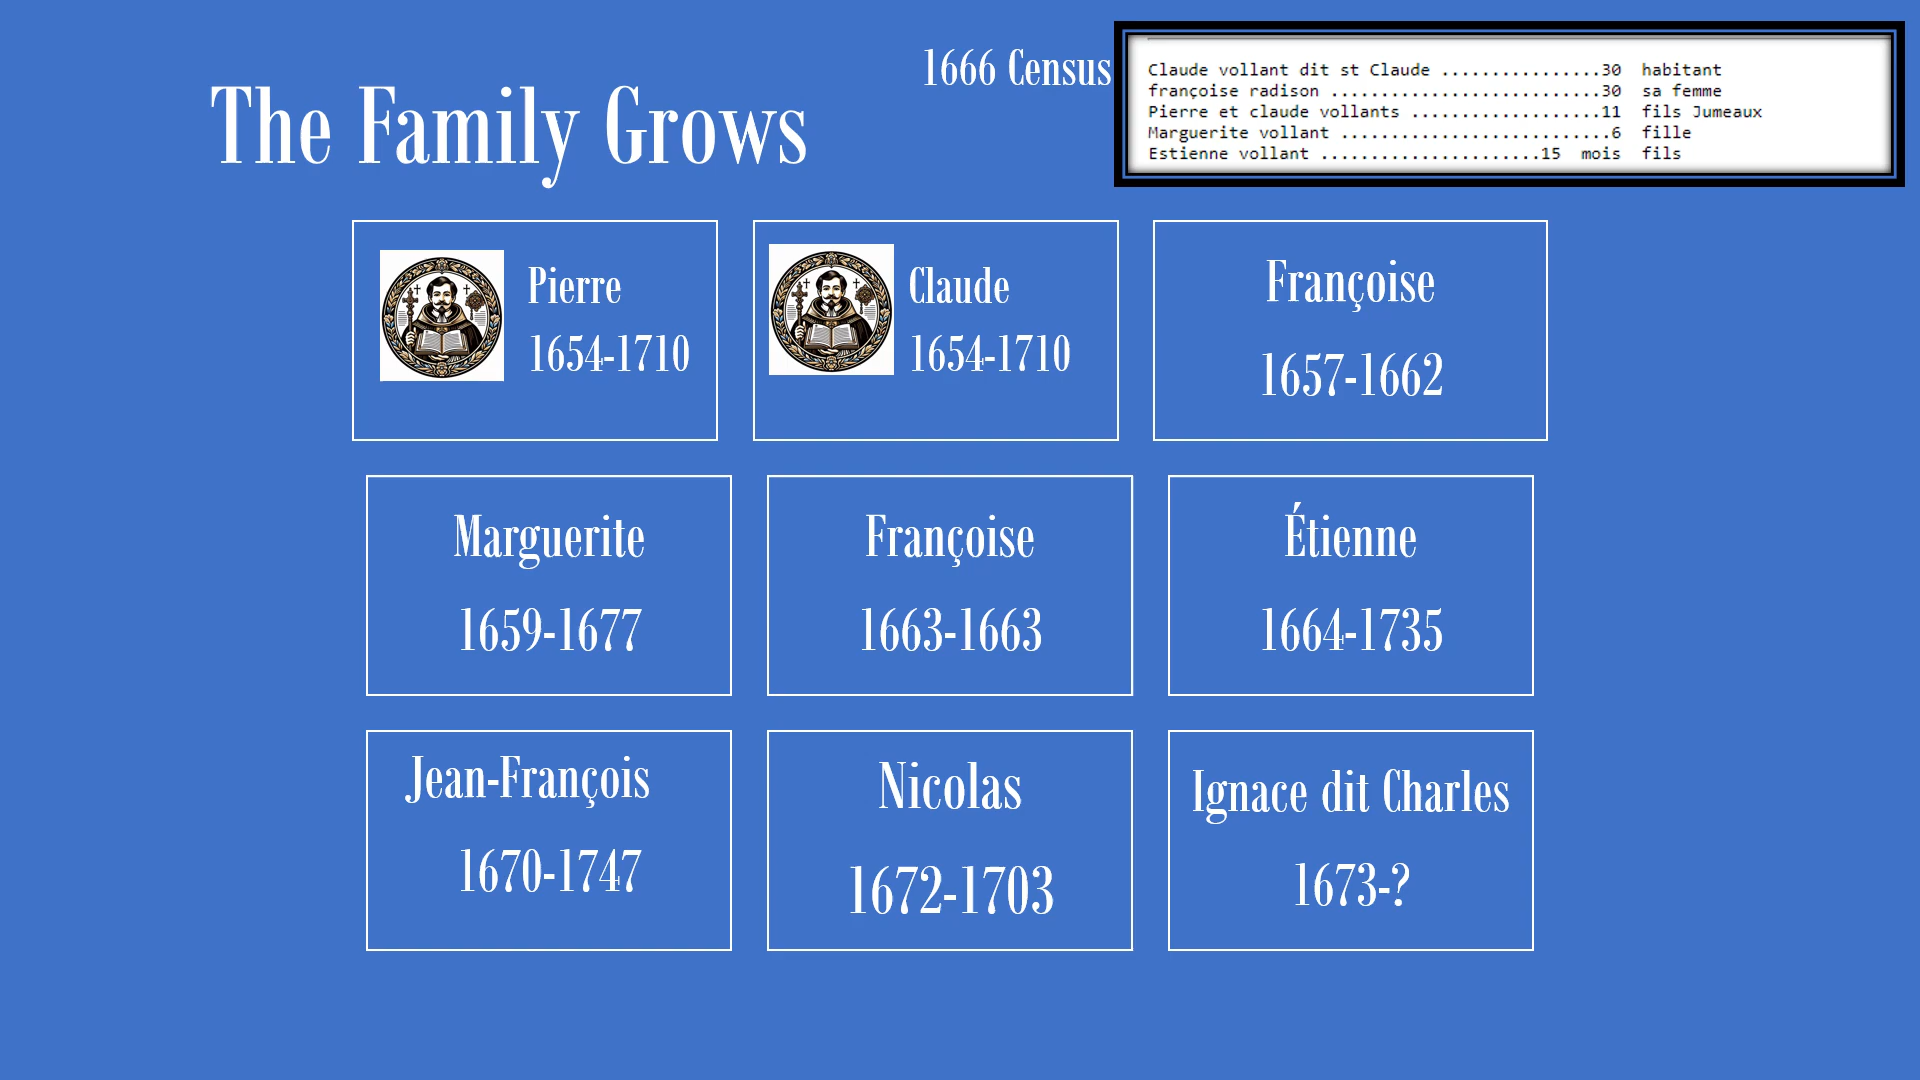 The Family Grows
1666 Census
Claude vollant dit st Claude ................30 habitant
françoise radison ...........................30 sa femme
Pierre et claude vollants ...................11 fils Jumeaux
Marguerite vollant ...........................6 fille
Estienne vollant ......................15 mois fils
Pierre
1654-1710
Claude
1654-1710
Françoise
1657-1662
Marguerite
1659-1677
Françoise
1663-1663
Étienne
1664-1735
Jean-François
1670-1747
Nicolas
1672-1703
Ignace dit Charles
1673-?